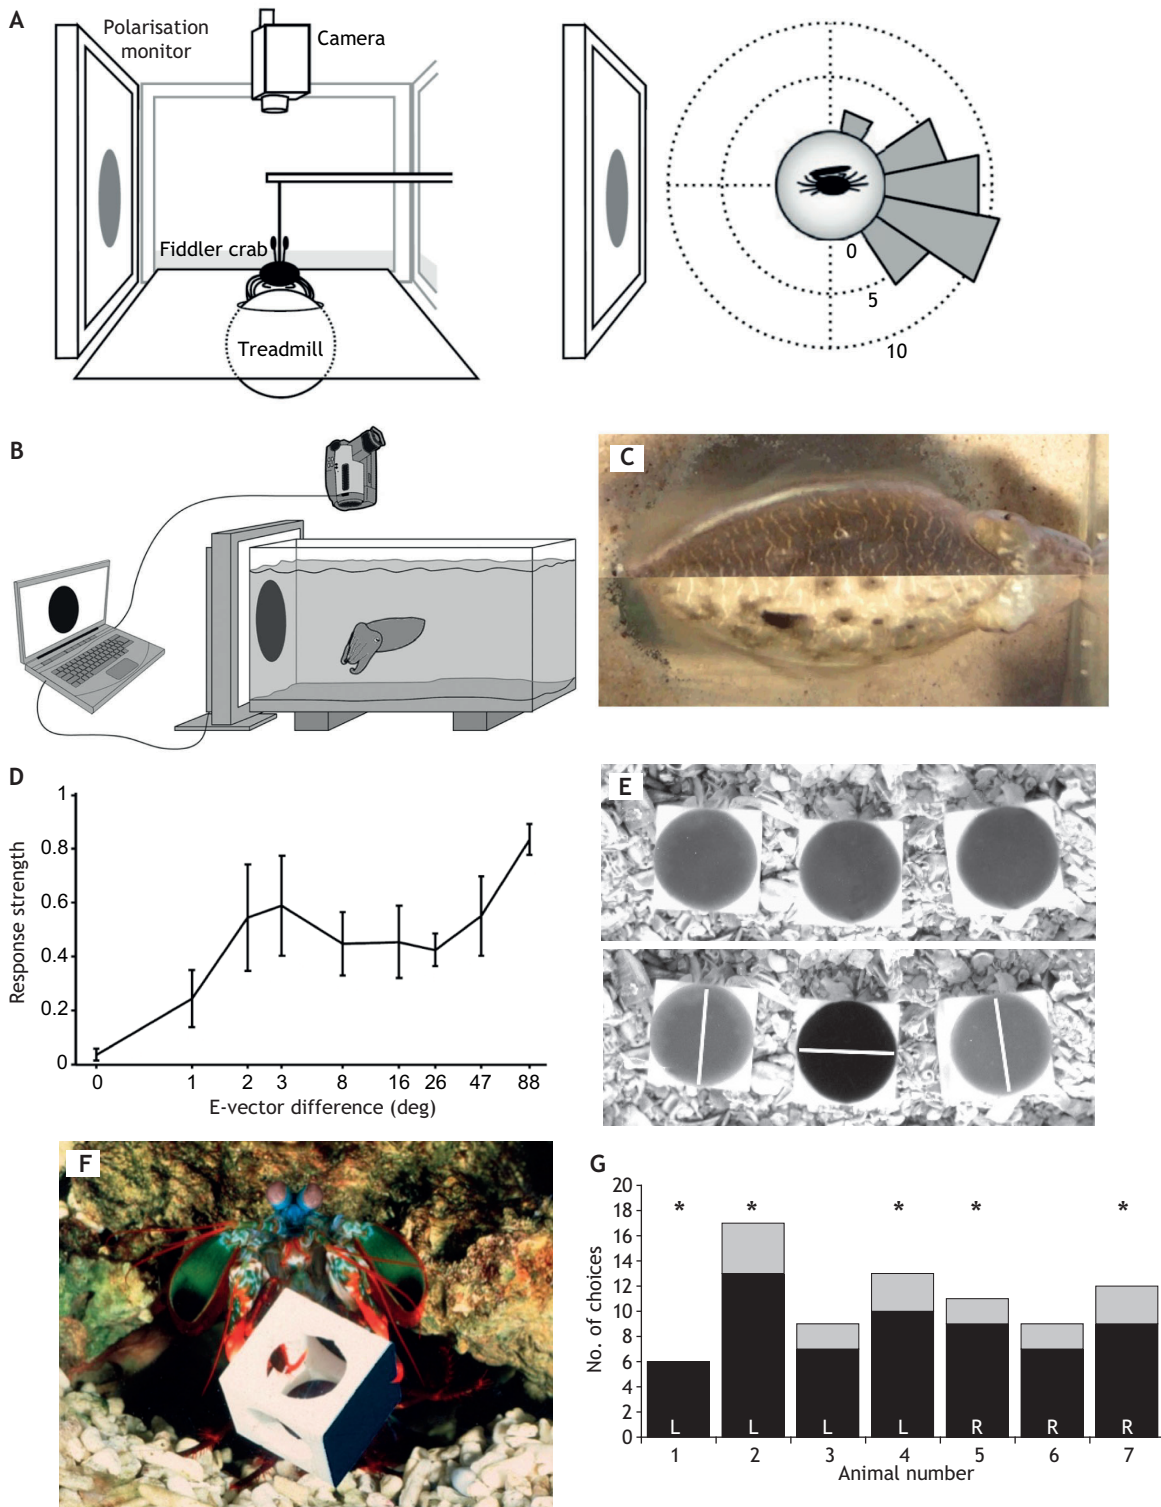 A
Polarisation
monitor
Camera
Fiddler crab
Treadmill
0
5
10
B
C
D
Response strength
1
0.8
0.6
0.4
0.2
0
0 1 2 3 8 16 26 47 88
E-vector difference (deg)
E
F
G
No. of choices
20
18
16
14
12
10
8
6
4
2
0
* * * * *
L L L L R R R
1 2 3 4 5 6 7
Animal number